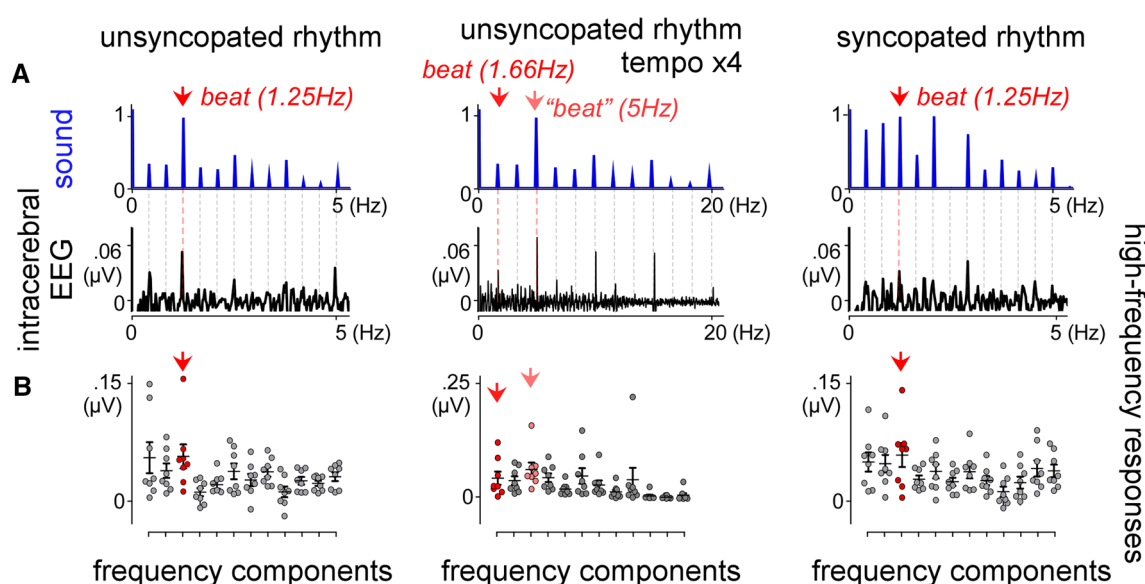 unsyncopated rhythm
unsyncopated rhythm
tempo x4
syncopated rhythm
A
beat (1.25Hz)
beat (1.66Hz)
“beat” (5Hz)
beat (1.25Hz)
sound
1
0
0
5 (Hz)
1
0
0
20 (Hz)
1
0
0
5 (Hz)
intracerebral
EEG
.06
(µV)
0
0
5 (Hz)
.06
(µV)
0
0
20 (Hz)
.06
(µV)
0
0
5 (Hz)
high-frequency responses
B
.15
(µV)
0
.25
(µV)
0
.15
(µV)
0
frequency components
frequency components
frequency components